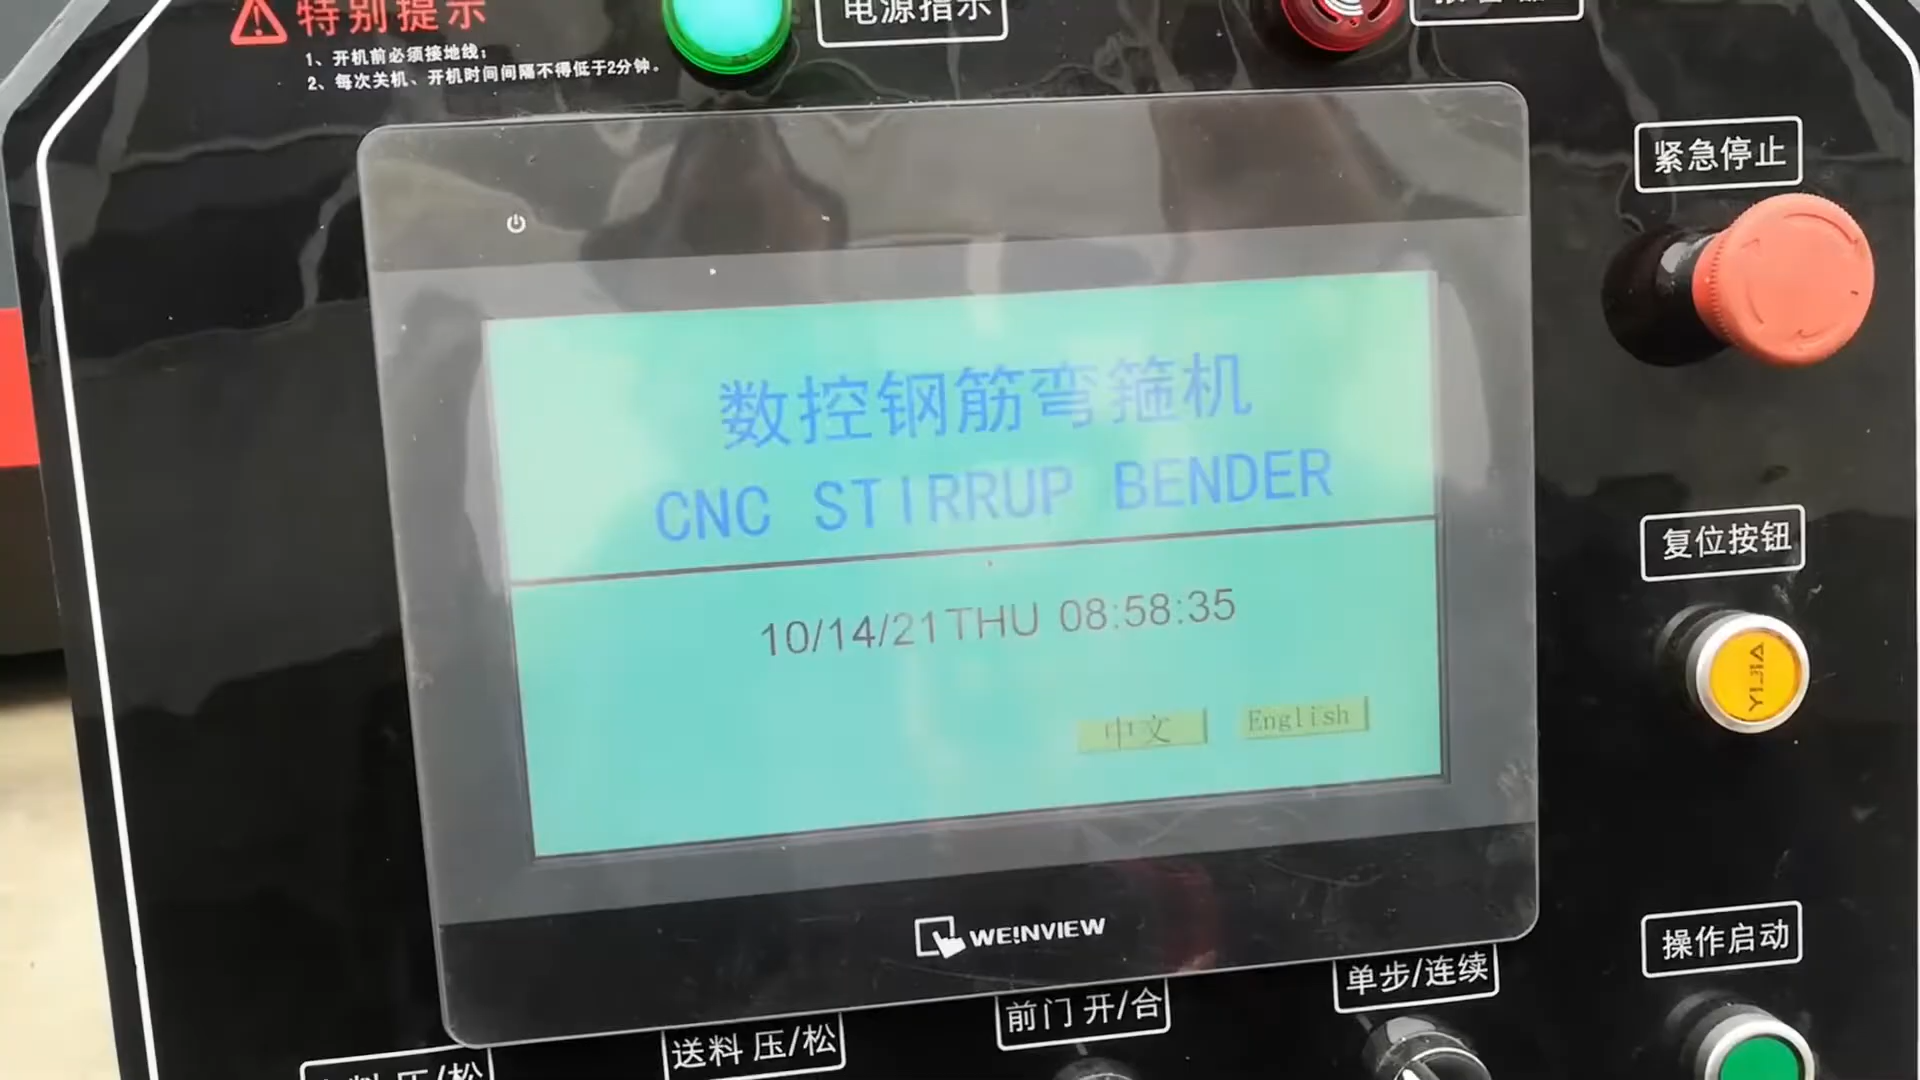 特别提示
1、开机前必须接地线；
2、每次关机、开机时间间隔不得低于2分钟。
电源指示
紧急停止
数控钢筋弯箍机
CNC STIRRUP BENDER
10/14/21 THU 08:58:35
中文
English
复位按钮
YIJIA
WEINVIEW
操作启动
单步/连续
前门 开/合
送料 压/松
压/松